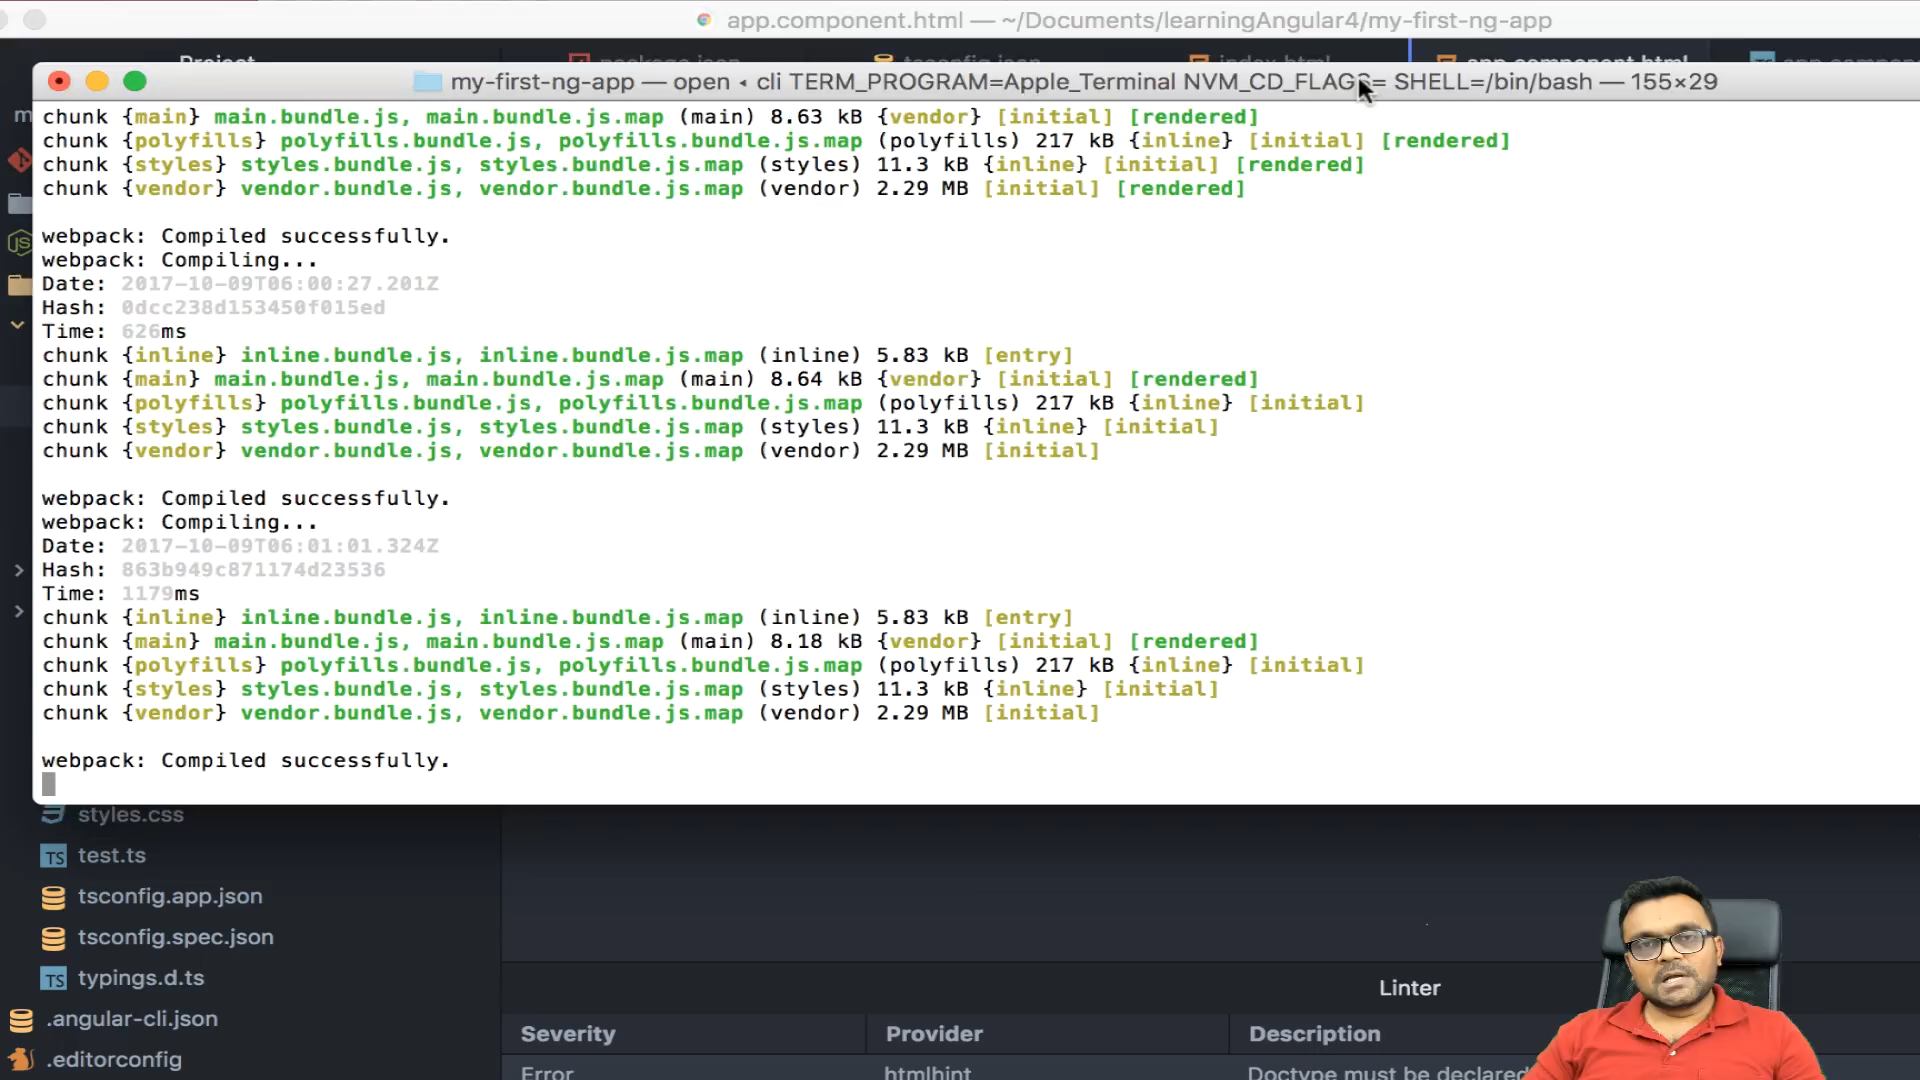 app.component.html — ~/Documents/learningAngular4/my-first-ng-app
Project package.json tsconfig.json index.html app.component.html
my-first-ng-app — open ◂ cli TERM_PROGRAM=Apple_Terminal NVM_CD_FLAGS= SHELL=/bin/bash — 155×29
chunk {main} main.bundle.js, main.bundle.js.map (main) 8.63 kB {vendor} [initial] [rendered]
chunk {polyfills} polyfills.bundle.js, polyfills.bundle.js.map (polyfills) 217 kB {inline} [initial] [rendered]
chunk {styles} styles.bundle.js, styles.bundle.js.map (styles) 11.3 kB {inline} [initial] [rendered]
chunk {vendor} vendor.bundle.js, vendor.bundle.js.map (vendor) 2.29 MB [initial] [rendered]
webpack: Compiled successfully.
webpack: Compiling...
Date: 2017-10-09T06:00:27.201Z
Hash: 0dcc238d153450f015ed
Time: 626ms
chunk {inline} inline.bundle.js, inline.bundle.js.map (inline) 5.83 kB [entry]
chunk {main} main.bundle.js, main.bundle.js.map (main) 8.64 kB {vendor} [initial] [rendered]
chunk {polyfills} polyfills.bundle.js, polyfills.bundle.js.map (polyfills) 217 kB {inline} [initial]
chunk {styles} styles.bundle.js, styles.bundle.js.map (styles) 11.3 kB {inline} [initial]
chunk {vendor} vendor.bundle.js, vendor.bundle.js.map (vendor) 2.29 MB [initial]
webpack: Compiled successfully.
webpack: Compiling...
Date: 2017-10-09T06:01:01.324Z
Hash: 863b949c871174d23536
Time: 1179ms
chunk {inline} inline.bundle.js, inline.bundle.js.map (inline) 5.83 kB [entry]
chunk {main} main.bundle.js, main.bundle.js.map (main) 8.18 kB {vendor} [initial] [rendered]
chunk {polyfills} polyfills.bundle.js, polyfills.bundle.js.map (polyfills) 217 kB {inline} [initial]
chunk {styles} styles.bundle.js, styles.bundle.js.map (styles) 11.3 kB {inline} [initial]
chunk {vendor} vendor.bundle.js, vendor.bundle.js.map (vendor) 2.29 MB [initial]
webpack: Compiled successfully.
styles.css
TS test.ts
tsconfig.app.json
tsconfig.spec.json
TS typings.d.ts
.angular-cli.json
.editorconfig
Linter
Severity Provider Description
Error htmlhint Doctype must be declared